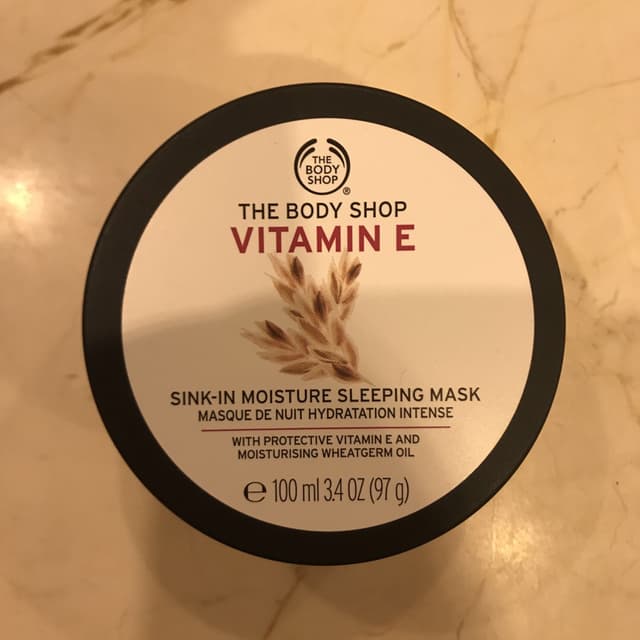 THE
BODY
SHOP
®
THE BODY SHOP
VITAMIN E
SINK-IN MOISTURE SLEEPING MASK
MASQUE DE NUIT HYDRATATION INTENSE
WITH PROTECTIVE VITAMIN E AND
MOISTURISING WHEATGERM OIL
℮ 100 ml 3.4 OZ (97 g)